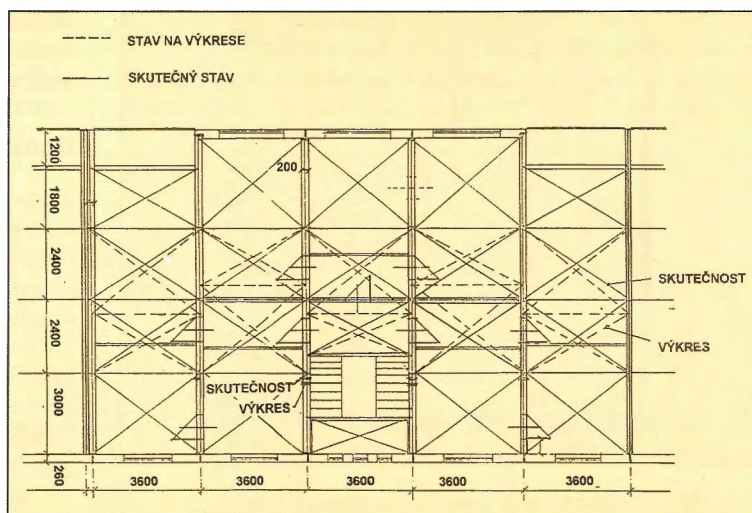 STAV NA VÝKRESE
SKUTEČNÝ STAV
1200
1800
2400
2400
3000
260
200
SKUTEČNOST
VÝKRES
SKUTEČNOST
VÝKRES
3600
3600
3600
3600
3600